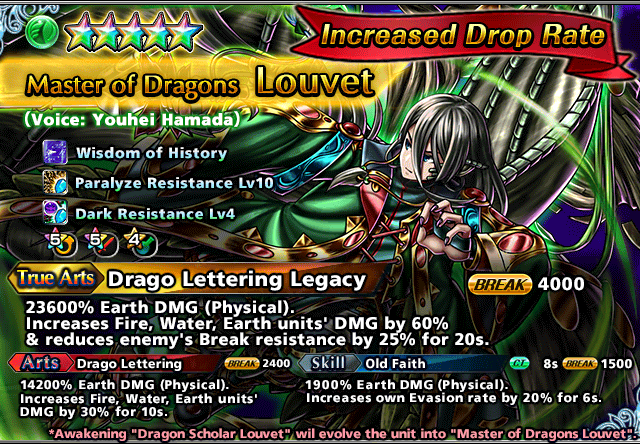 Increased Drop Rate
Master of Dragons Louvet
(Voice: Youhei Hamada)
Wisdom of History
Paralyze Resistance Lv10
Dark Resistance Lv4
5 5 4
True Arts Drago Lettering Legacy BREAK 4000
23600% Earth DMG (Physical).
Increases Fire, Water, Earth units' DMG by 60%
& reduces enemy's Break resistance by 25% for 20s.
Arts Drago Lettering BREAK 2400
14200% Earth DMG (Physical).
Increases Fire, Water, Earth units'
DMG by 30% for 10s.
Skill Old Faith CT 8s BREAK 1500
1900% Earth DMG (Physical).
Increases own Evasion rate by 20% for 6s.
*Awakening "Dragon Scholar Louvet" wil evolve the unit into "Master of Dragons Louvet".